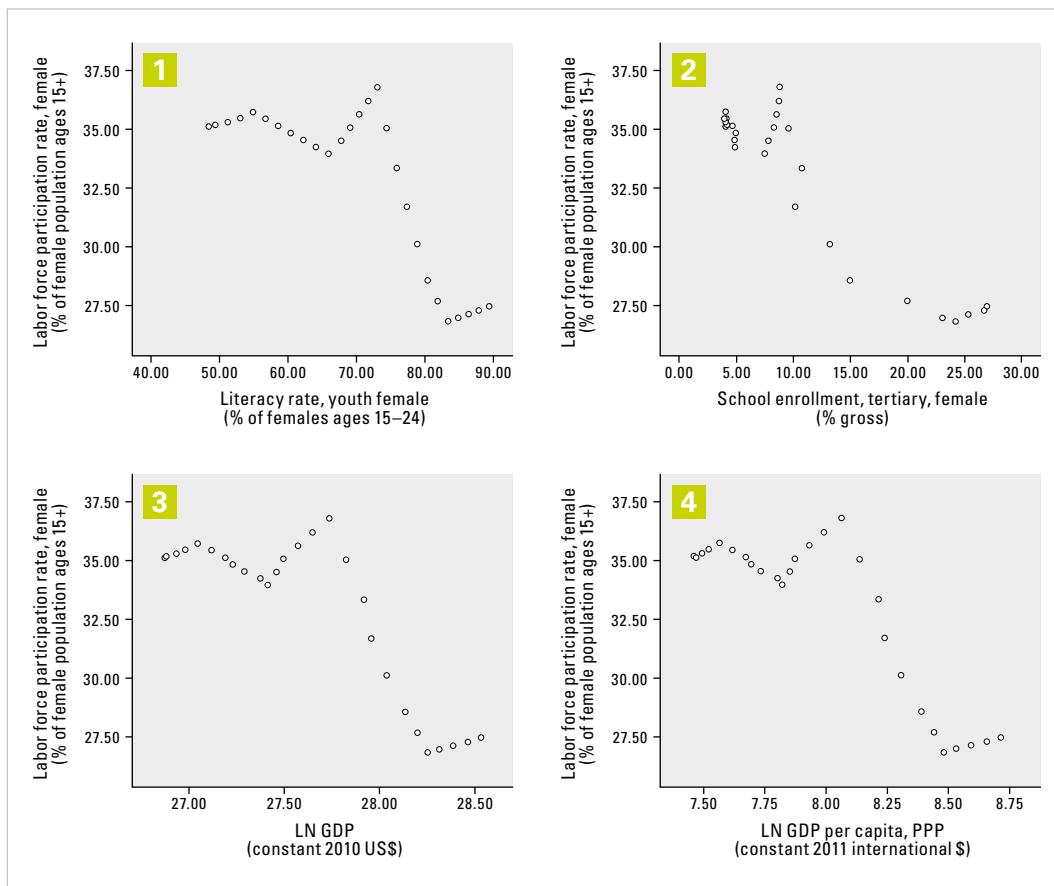 1
Labor force participation rate, female
(% of female population ages 15+)
37.50
35.00
32.50
30.00
27.50
40.00 50.00 60.00 70.00 80.00 90.00
Literacy rate, youth female
(% of females ages 15–24)
2
Labor force participation rate, female
(% of female population ages 15+)
37.50
35.00
32.50
30.00
27.50
0.00 5.00 10.00 15.00 20.00 25.00 30.00
School enrollment, tertiary, female
(% gross)
3
Labor force participation rate, female
(% of female population ages 15+)
37.50
35.00
32.50
30.00
27.50
27.00 27.50 28.00 28.50
LN GDP
(constant 2010 US$)
4
Labor force participation rate, female
(% of female population ages 15+)
37.50
35.00
32.50
30.00
27.50
7.50 7.75 8.00 8.25 8.50 8.75
LN GDP per capita, PPP
(constant 2011 international $)